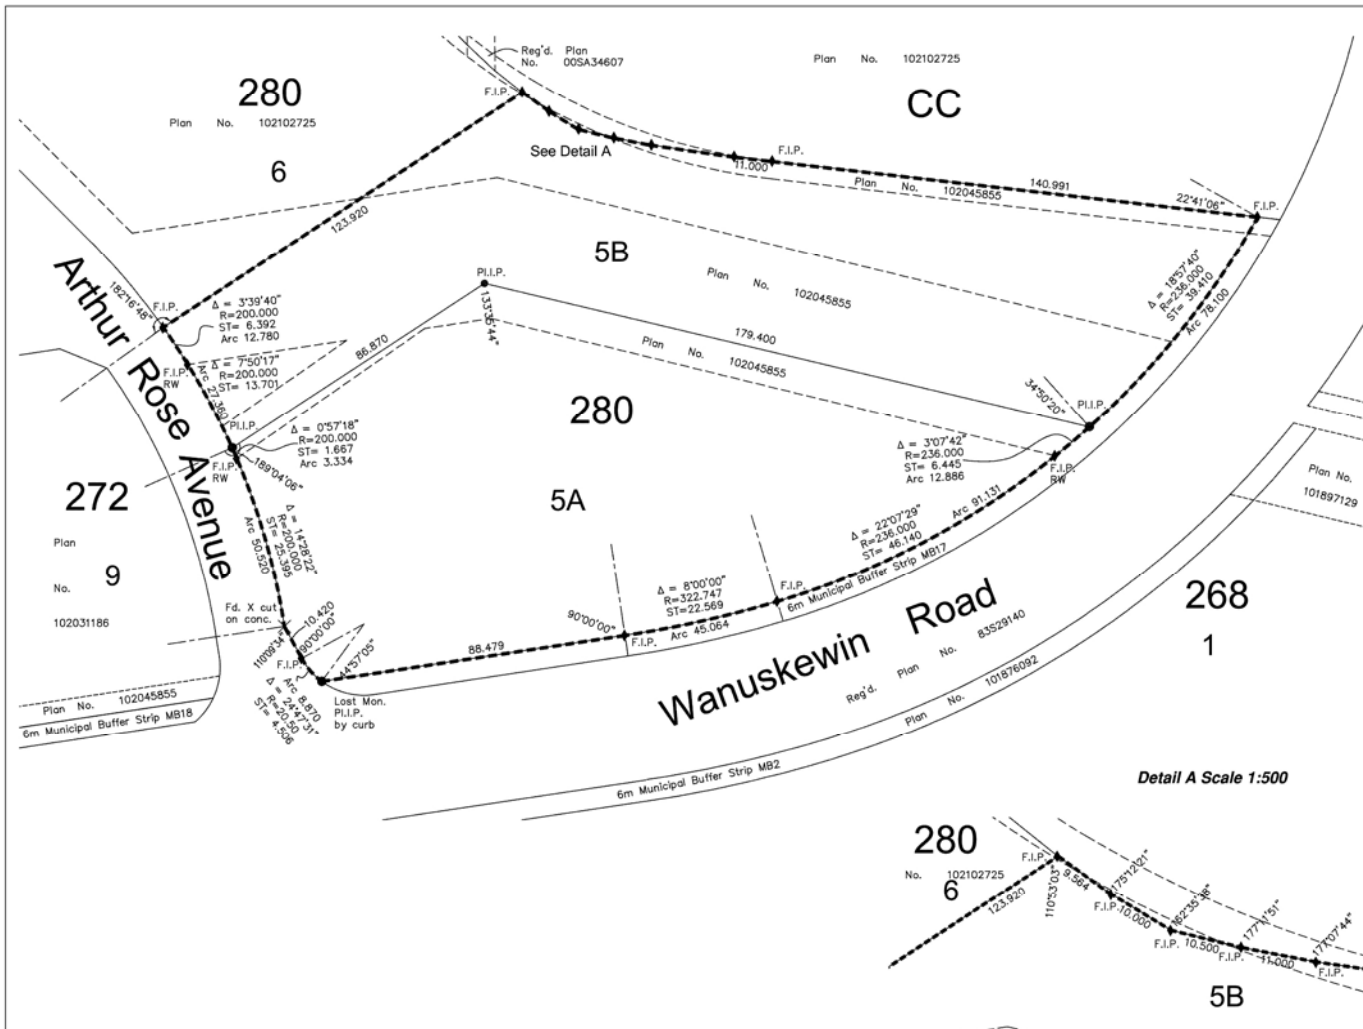 Reg'd. Plan
No. 00SA34607
Plan No. 102102725
CC
F.I.P.
280
Plan No. 102102725
6
See Detail A
F.I.P.
11.000
140.991
Plan No. 102045855
22°41'06"
F.I.P.
123.920
5B
Pl.I.P.
Plan No. 102045855
133°35'44"
Δ = 18°57'40"
R=236.000
ST= 39.410
Arc 78.100
182°16'48"
F.I.P.
Δ = 3°39'40"
R=200.000
ST= 6.392
Arc 12.780
179.400
Plan No. 102045855
86.870
Arthur Rose Avenue
F.I.P.
RW
Δ = 7°50'17"
R=200.000
ST= 13.701
Arc 27.360
34°50'20"
Pl.I.P.
280
Pl.I.P.
Δ = 0°57'18"
R=200.000
ST= 1.667
Arc 3.334
F.I.P.
RW
189°04'06"
Δ = 3°07'42"
R=236.000
ST= 6.445
Arc 12.886
F.I.P.
RW
Plan No.
101897129
272
5A
Arc 91.131
Δ = 22°07'29"
R=236.000
ST= 46.140
Δ = 14°28'22"
R=200.000
ST= 25.395
Arc 50.520
Plan
9
No.
102031186
Δ = 8°00'00"
R=322.747
ST=22.569
F.I.P.
6m Municipal Buffer Strip MB17
268
1
Fd. X cut
on conc.
10.420
90°00'00"
110°09'34"
90°00'00"
F.I.P.
Arc 45.064
88.479
F.I.P.
44°57'05"
Wanuskewin Road
Reg'd. Plan No. 83S29140
Plan No. 101876092
Arc 8.870
Δ = 24°47'31"
R=20.50
ST= 4.506
Lost Mon.
Pl.I.P.
by curb
Plan No. 102045855
6m Municipal Buffer Strip MB18
6m Municipal Buffer Strip MB2
Detail A Scale 1:500
280
No. 102102725
6
F.I.P.
123.920
110°53'03"
9.564
175°12'21"
F.I.P.
10.000
162°35'38"
F.I.P.
10.500
177°11'51"
F.I.P.
11.000
177°07'44"
F.I.P.
5B